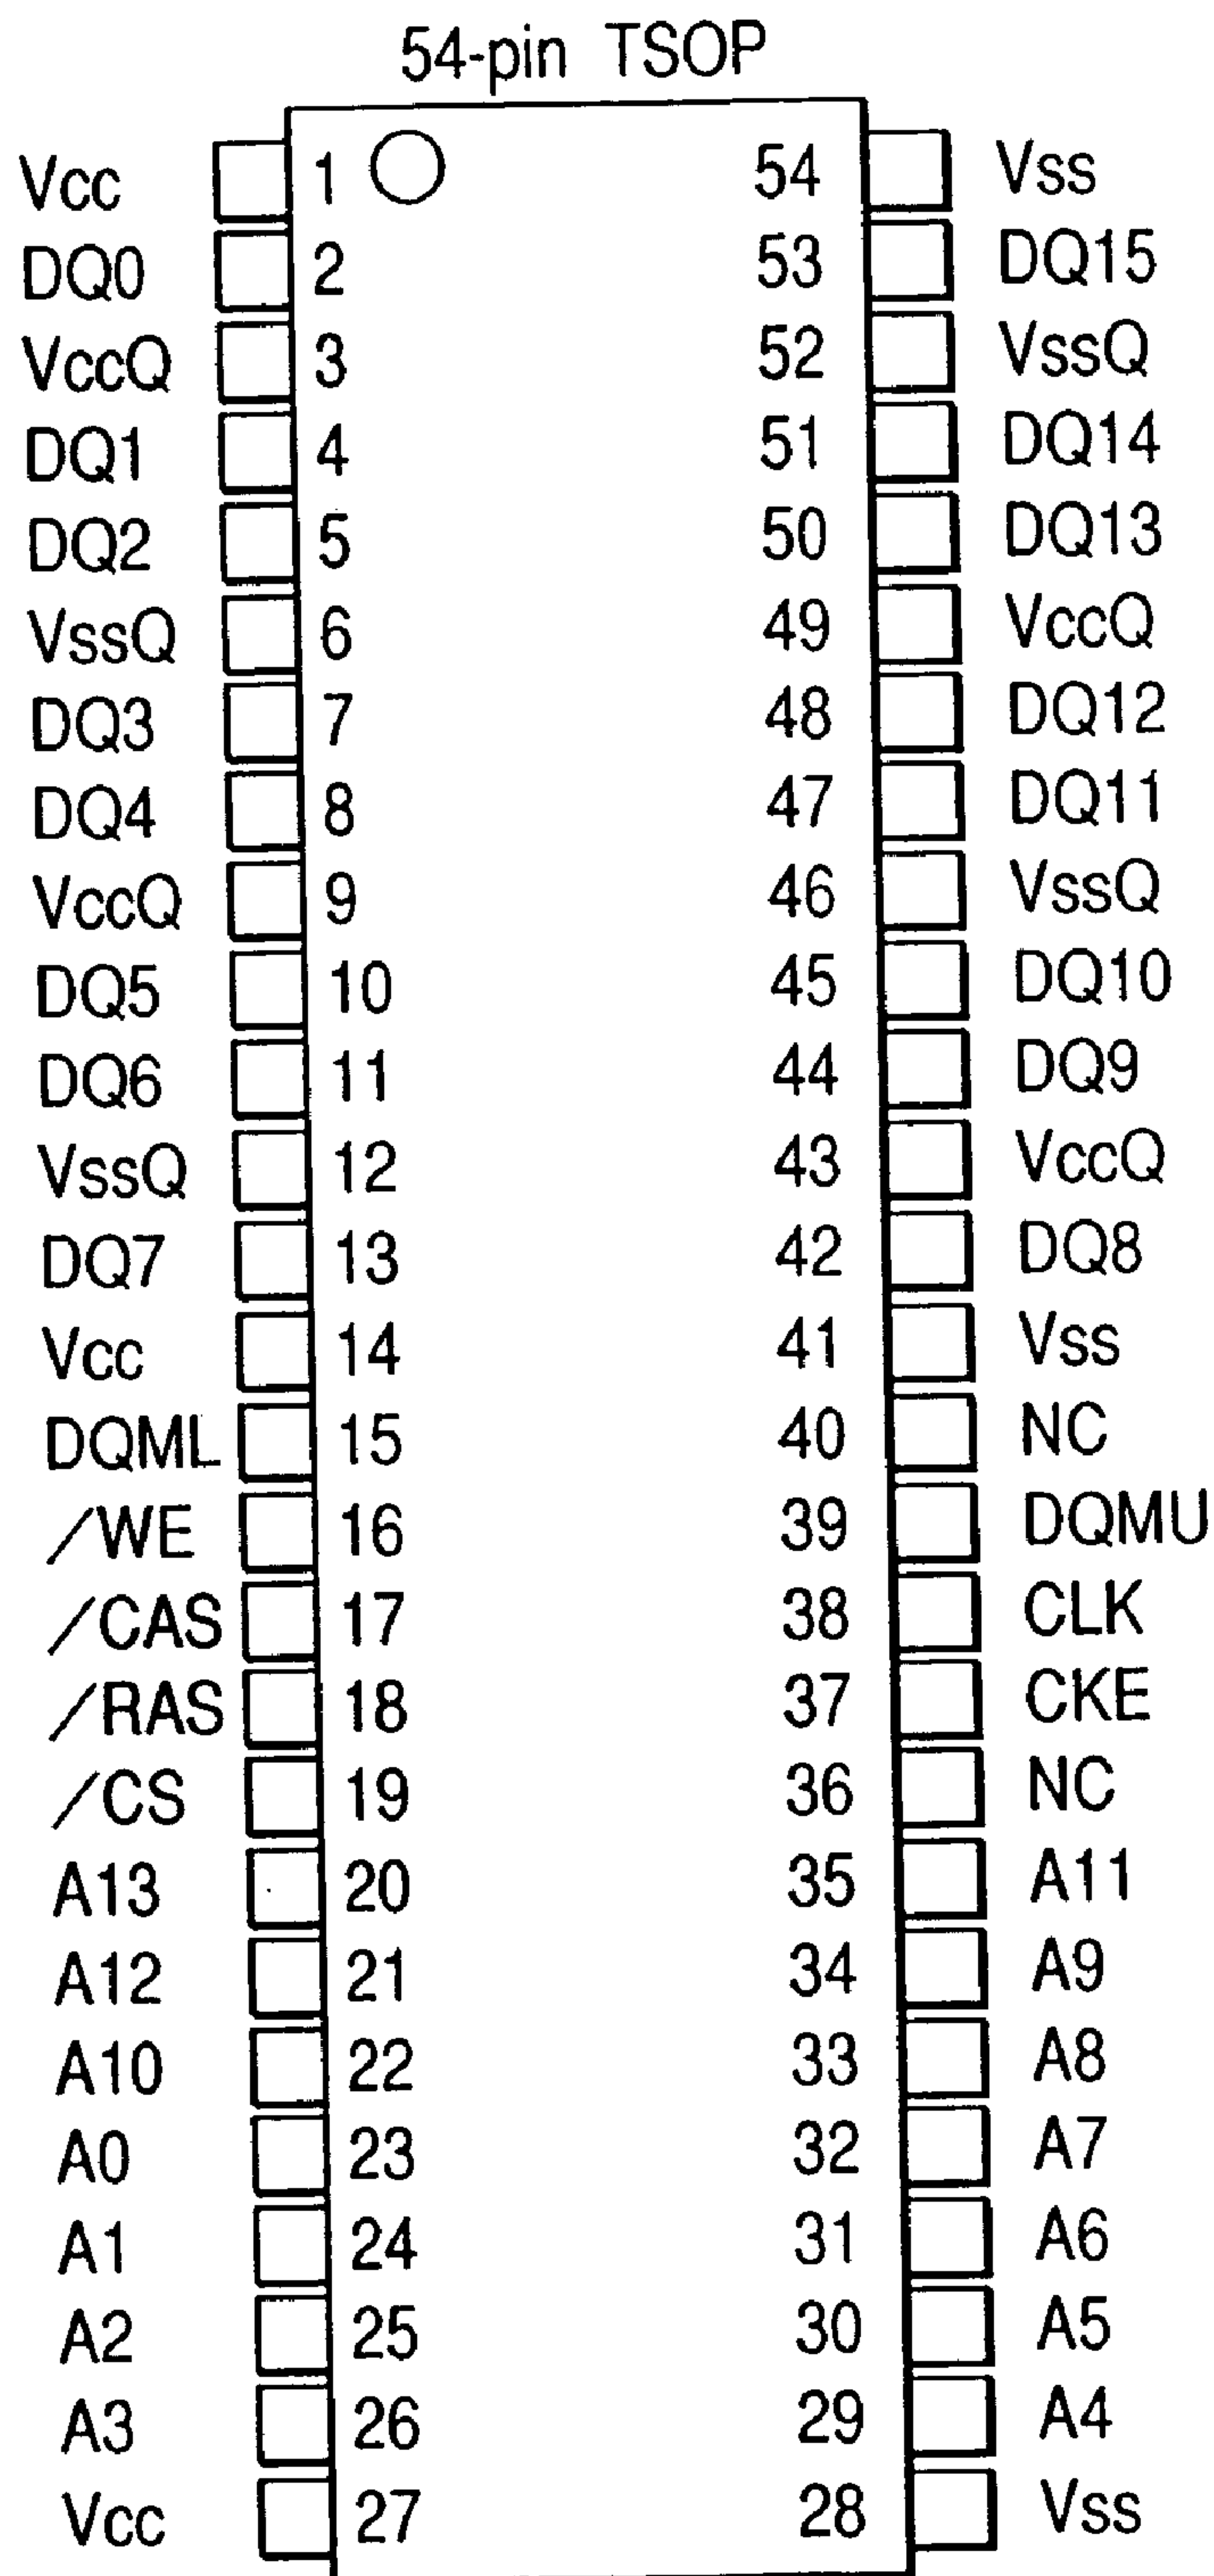 54-pin TSOP
Vcc 1 54 Vss
DQ0 2 53 DQ15
VccQ 3 52 VssQ
DQ1 4 51 DQ14
DQ2 5 50 DQ13
VssQ 6 49 VccQ
DQ3 7 48 DQ12
DQ4 8 47 DQ11
VccQ 9 46 VssQ
DQ5 10 45 DQ10
DQ6 11 44 DQ9
VssQ 12 43 VccQ
DQ7 13 42 DQ8
Vcc 14 41 Vss
DQML 15 40 NC
/WE 16 39 DQMU
/CAS 17 38 CLK
/RAS 18 37 CKE
/CS 19 36 NC
A13 20 35 A11
A12 21 34 A9
A10 22 33 A8
A0 23 32 A7
A1 24 31 A6
A2 25 30 A5
A3 26 29 A4
Vcc 27 28 Vss